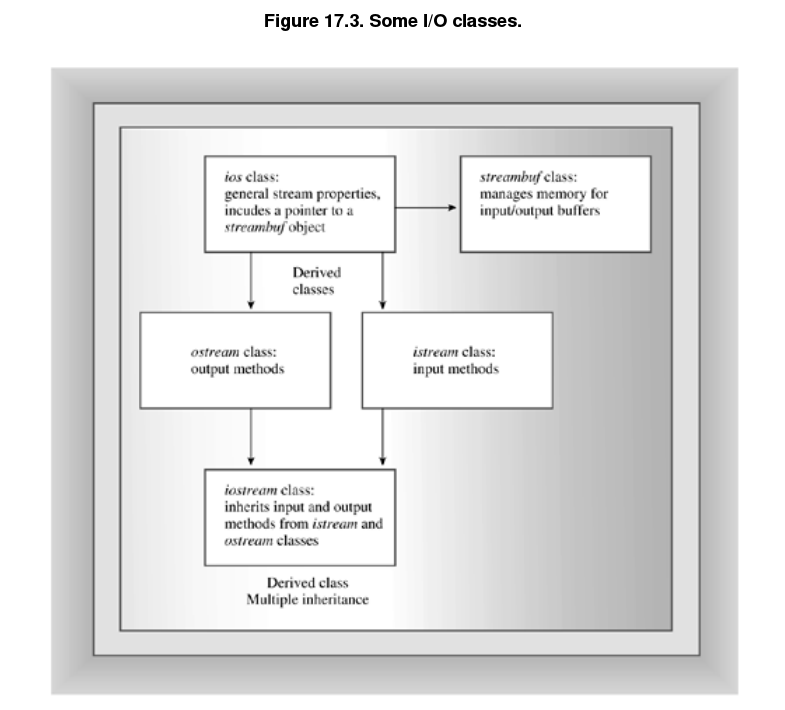 Figure 17.3. Some I/O classes.
ios class:
general stream properties,
incudes a pointer to a
streambuf object
streambuf class:
manages memory for
input/output buffers
Derived
classes
ostream class:
output methods
istream class:
input methods
iostream class:
inherits input and output
methods from istream and
ostream classes
Derived class
Multiple inheritance